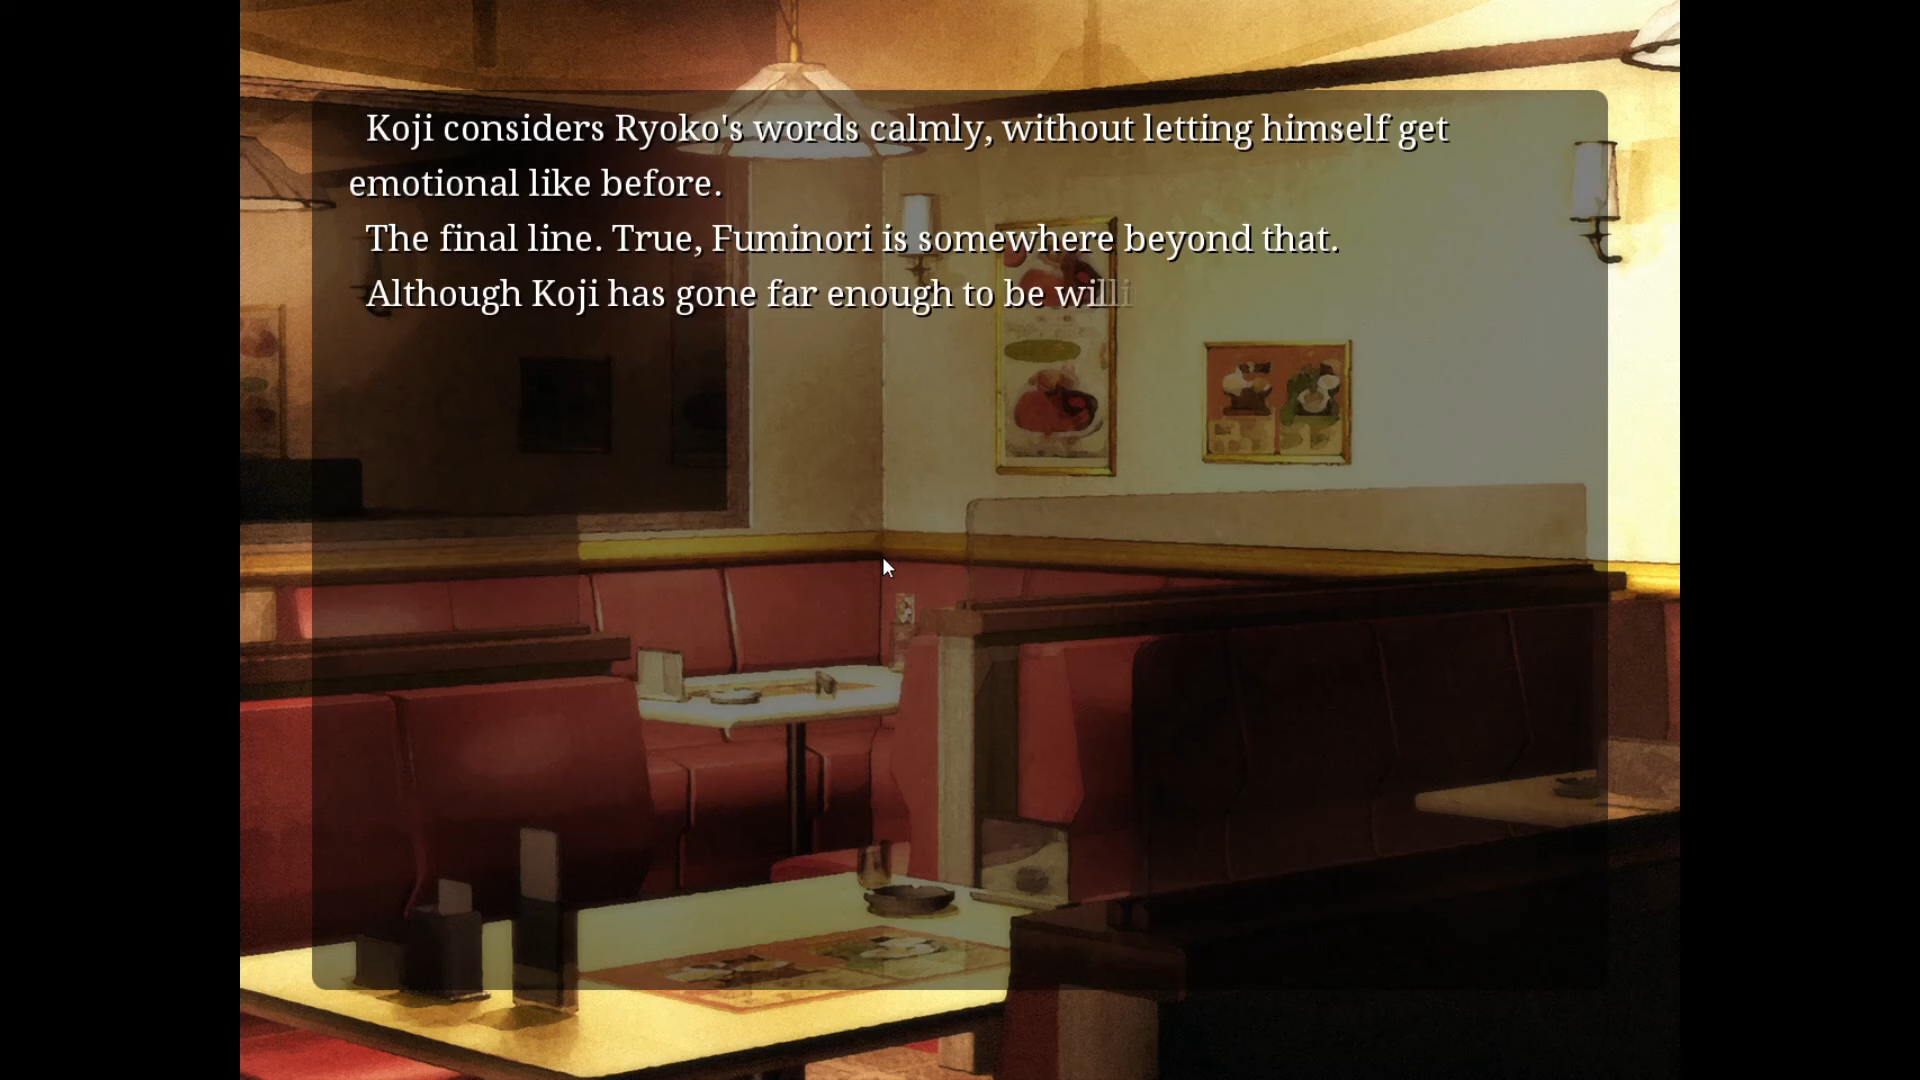 Koji considers Ryoko's words calmly, without letting himself get
emotional like before.
The final line. True, Fuminori is somewhere beyond that.
Although Koji has gone far enough to be willi